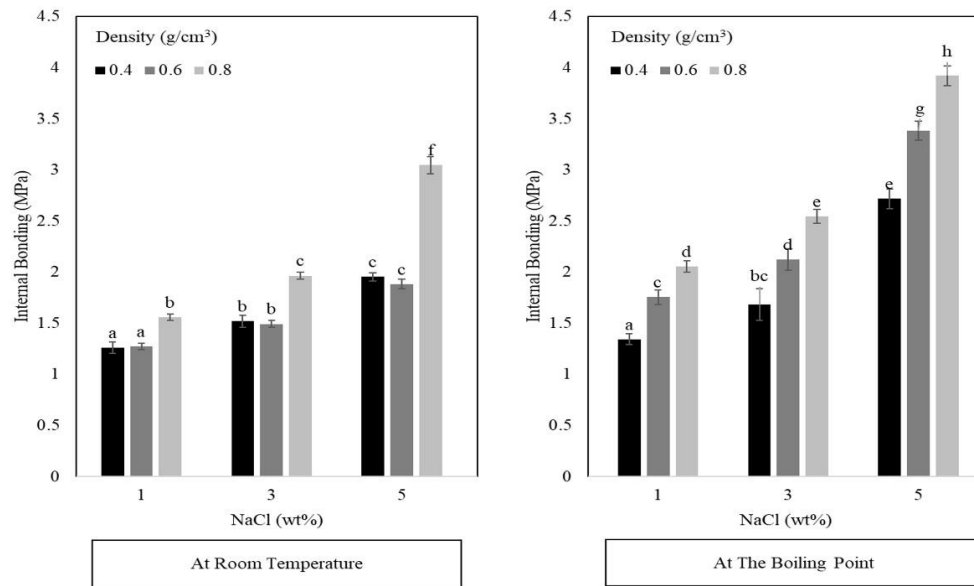 4.5
4
3.5
3
2.5
2
1.5
1
0.5
0
Internal Bonding (MPa)
Density (g/cm³)
0.4 0.6 0.8
a a b
b b c
c c f
1 3 5
NaCl (wt%)
At Room Temperature
4.5
4
3.5
3
2.5
2
1.5
1
0.5
0
Internal Bonding (MPa)
Density (g/cm³)
0.4 0.6 0.8
a c d
bc d e
e g h
1 3 5
NaCl (wt%)
At The Boiling Point